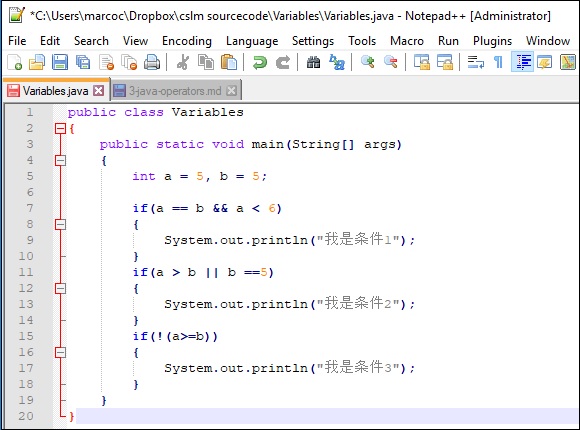 *C:\Users\marcoc\Dropbox\cslm sourcecode\Variables\Variables.java - Notepad++ [Administrator]
File Edit Search View Encoding Language Settings Tools Macro Run Plugins Window
Variables.java 3-java-operators.md
1 public class Variables
2 {
3 public static void main(String[] args)
4 {
5 int a = 5, b = 5;
6
7 if(a == b && a < 6)
8 {
9 System.out.println("我是条件1");
10 }
11 if(a > b || b ==5)
12 {
13 System.out.println("我是条件2");
14 }
15 if(!(a>=b))
16 {
17 System.out.println("我是条件3");
18 }
19 }
20 }